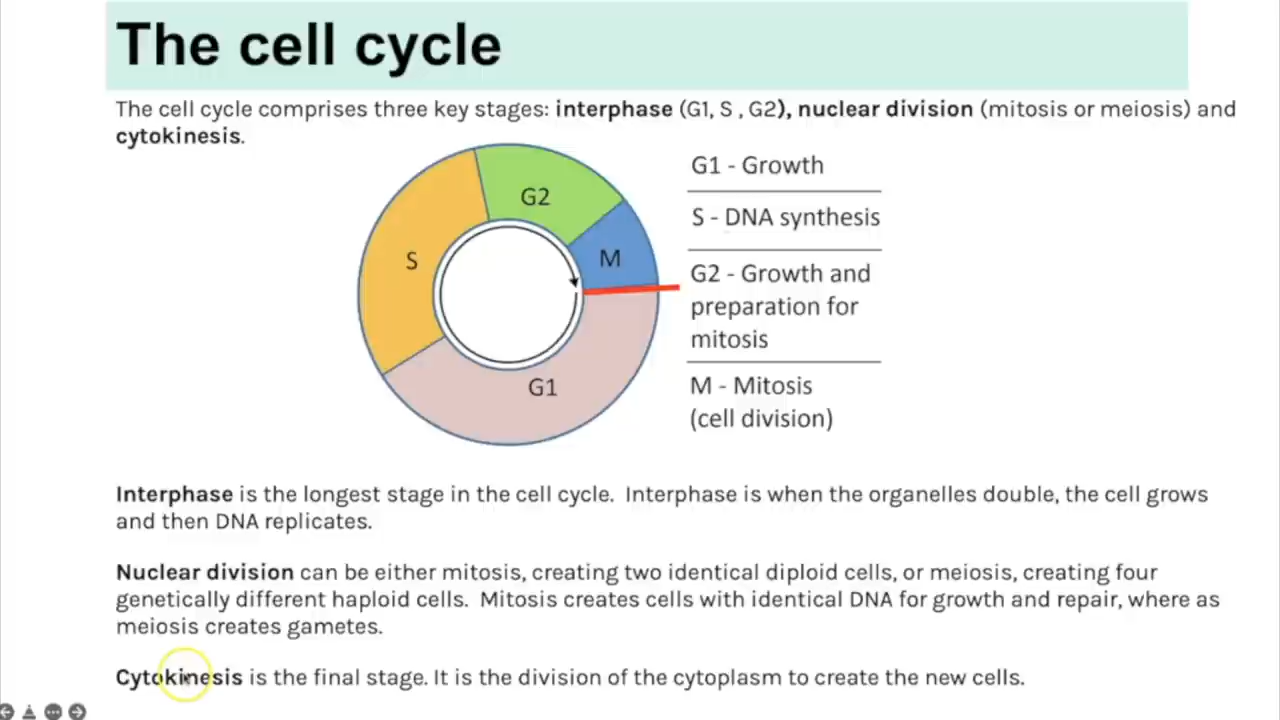 The cell cycle
The cell cycle comprises three key stages: interphase (G1, S , G2), nuclear division (mitosis or meiosis) and
cytokinesis.
G2
S
M
G1
G1 - Growth
S - DNA synthesis
G2 - Growth and
preparation for
mitosis
M - Mitosis
(cell division)
Interphase is the longest stage in the cell cycle. Interphase is when the organelles double, the cell grows
and then DNA replicates.
Nuclear division can be either mitosis, creating two identical diploid cells, or meiosis, creating four
genetically different haploid cells. Mitosis creates cells with identical DNA for growth and repair, where as
meiosis creates gametes.
Cytokinesis is the final stage. It is the division of the cytoplasm to create the new cells.